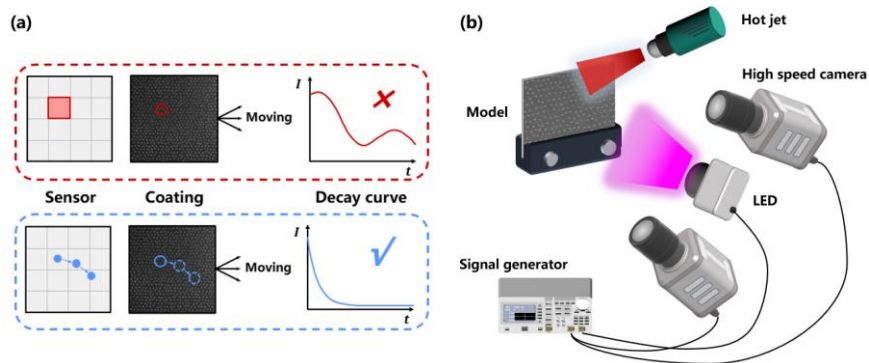 (a)
I
Moving
t
Sensor
Coating
Decay curve
I
Moving
t
(b)
Hot jet
High speed camera
Model
LED
Signal generator